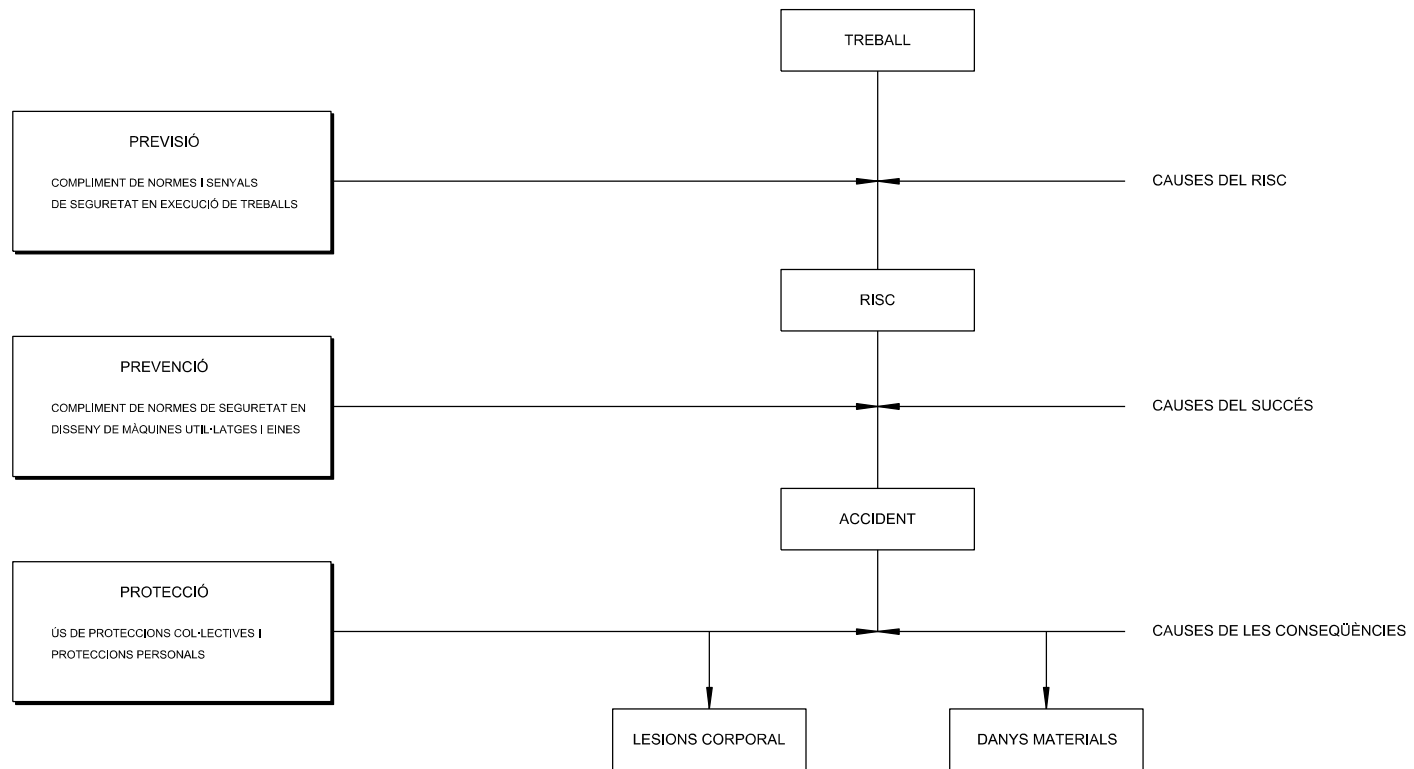 TREBALL
PREVISIÓ
COMPLIMENT DE NORMES I SENYALS
DE SEGURETAT EN EXECUCIÓ DE TREBALLS
CAUSES DEL RISC
RISC
PREVENCIÓ
COMPLIMENT DE NORMES DE SEGURETAT EN
DISSENY DE MÀQUINES UTIL·LATGES I EINES
CAUSES DEL SUCCÉS
ACCIDENT
PROTECCIÓ
ÚS DE PROTECCIONS COL·LECTIVES I
PROTECCIONS PERSONALS
CAUSES DE LES CONSEQÜÈNCIES
LESIONS CORPORAL
DANYS MATERIALS